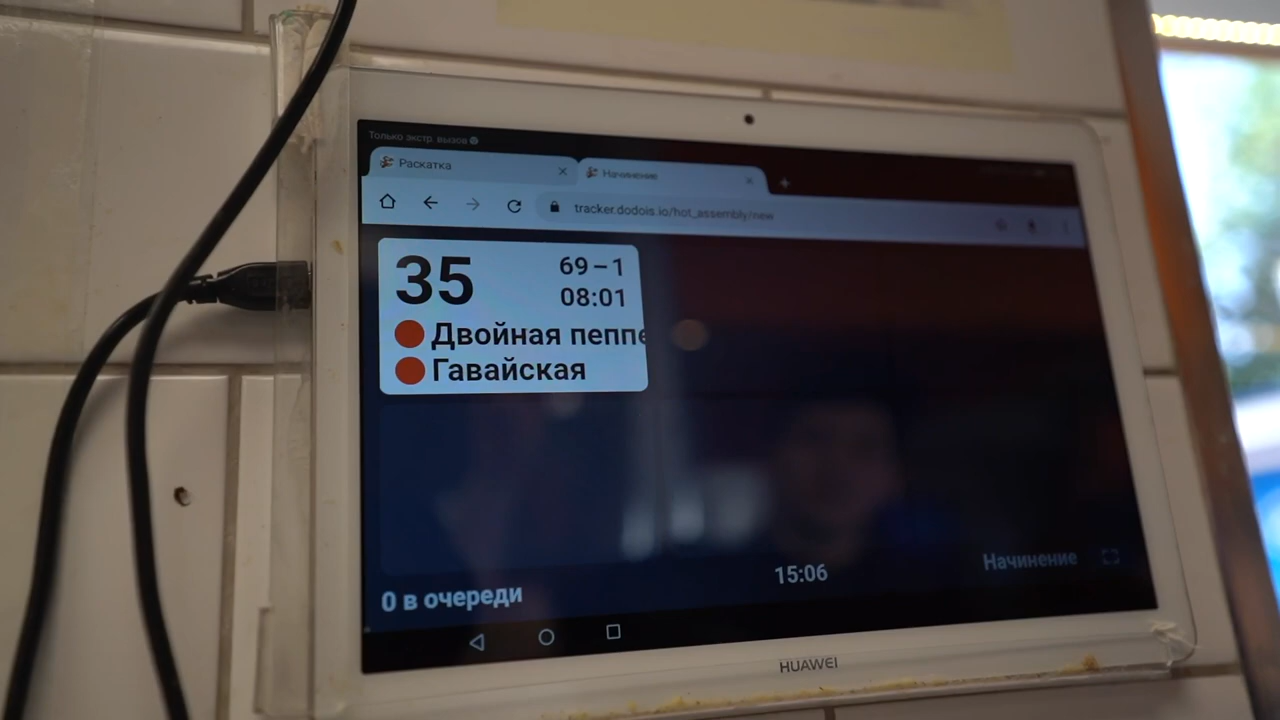 Только экстр. вызов
Раскатка
Начинение
tracker.dodois.io/hot_assembly/new
35
69–1
08:01
Двойная пеппе
Гавайская
0 в очереди
15:06
Начинение
HUAWEI